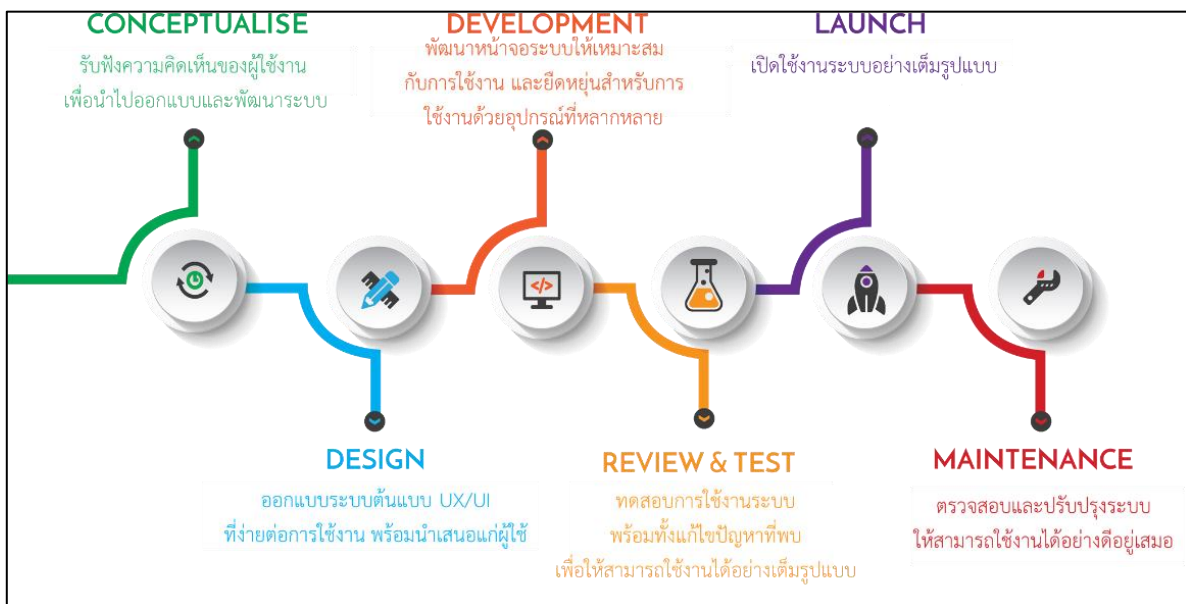 CONCEPTUALISE
รับฟังความคิดเห็นของผู้ใช้งาน
เพื่อนำไปออกแบบและพัฒนาระบบ
DESIGN
ออกแบบระบบต้นแบบ UX/UI
ที่ง่ายต่อการใช้งาน พร้อมนำเสนอแก่ผู้ใช้
DEVELOPMENT
พัฒนาหน้าจอระบบให้เหมาะสม
กับการใช้งาน และยืดหยุ่นสำหรับการ
ใช้งานด้วยอุปกรณ์ที่หลากหลาย
</>
REVIEW & TEST
ทดสอบการใช้งานระบบ
พร้อมทั้งแก้ไขปัญหาที่พบ
เพื่อให้สามารถใช้งานได้อย่างเต็มรูปแบบ
LAUNCH
เปิดใช้งานระบบอย่างเต็มรูปแบบ
MAINTENANCE
ตรวจสอบและปรับปรุงระบบ
ให้สามารถใช้งานได้อย่างดีอยู่เสมอ